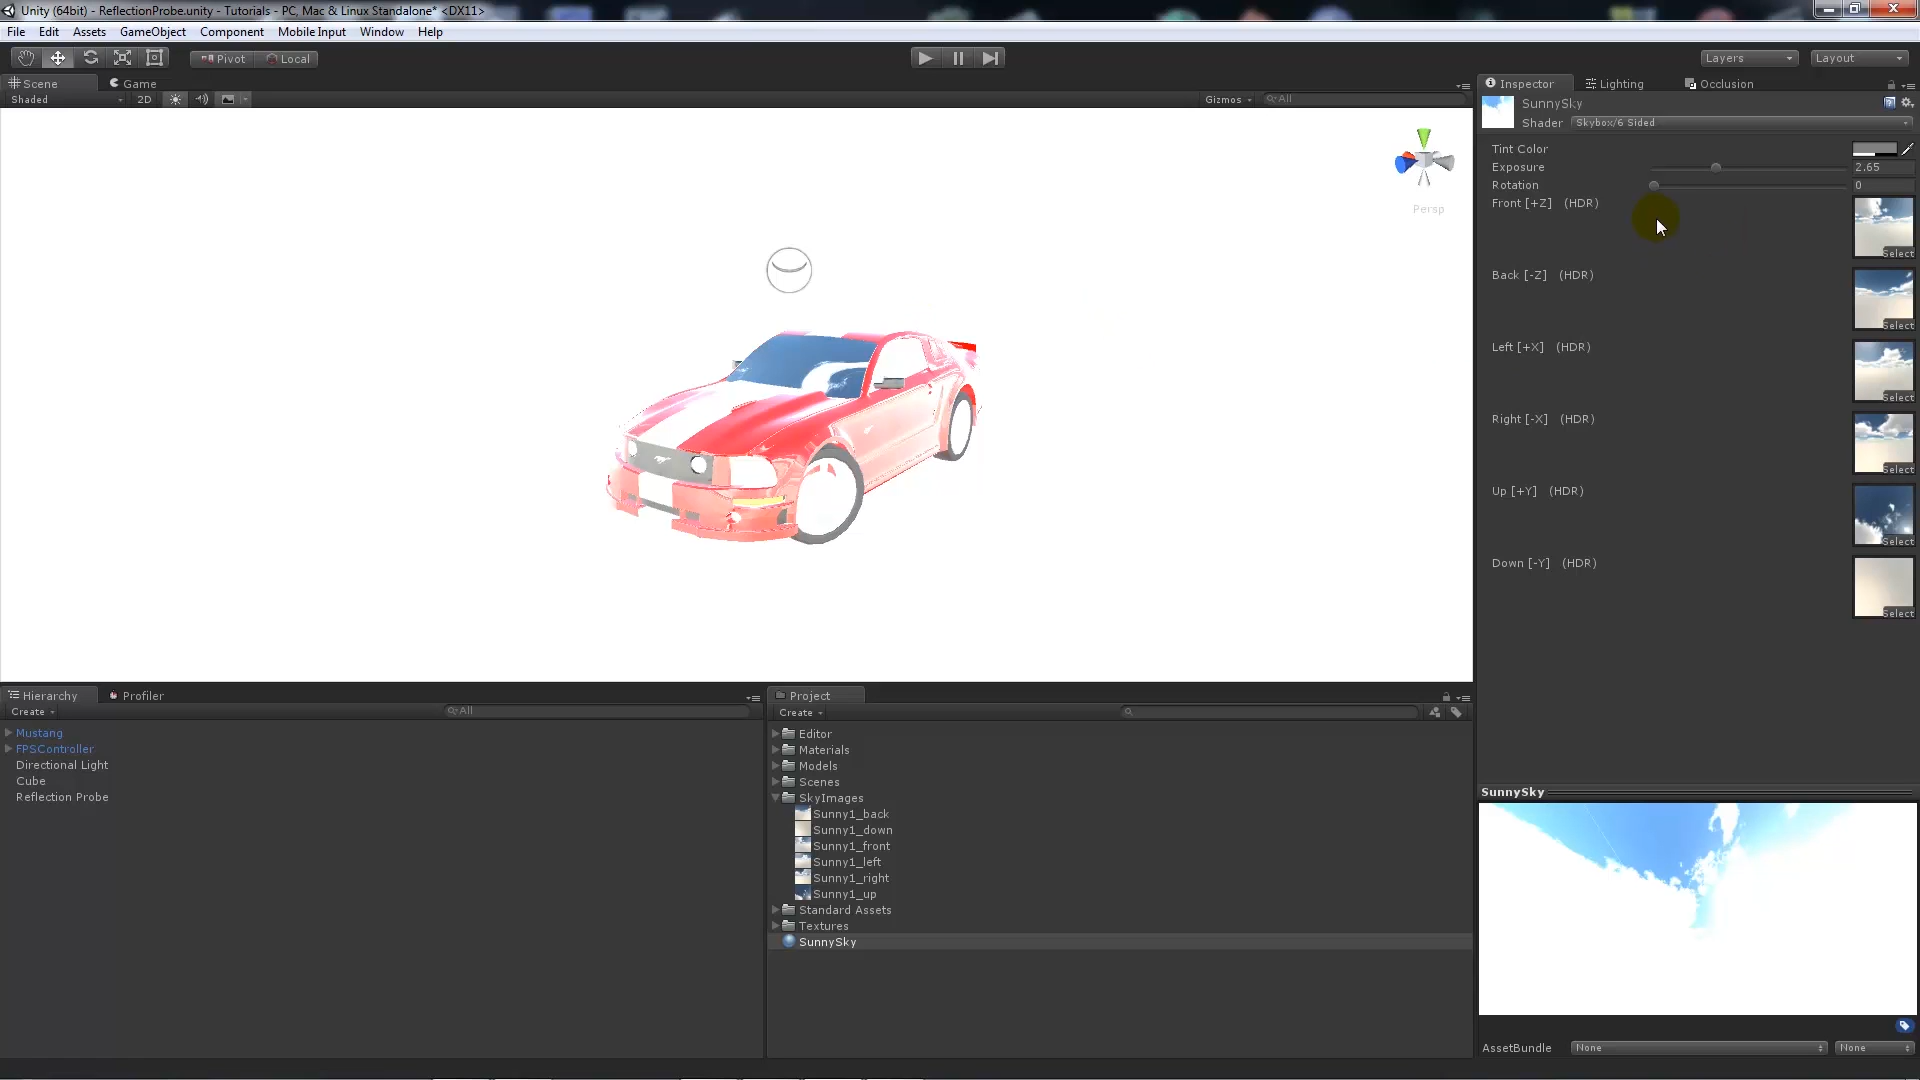 Unity (64bit) - ReflectionProbe.unity - Tutorials - PC, Mac & Linux Standalone* <DX11>
File Edit Assets GameObject Component Mobile Input Window Help
Pivot Local Layers Layout
Scene Game
Shaded 2D Gizmos All
Persp
Inspector Lighting Occlusion
SunnySky
Shader Skybox/6 Sided
Tint Color
Exposure 2.65
Rotation 0
Front [+Z] (HDR)
Select
Back [-Z] (HDR)
Select
Left [+X] (HDR)
Select
Right [-X] (HDR)
Select
Up [+Y] (HDR)
Select
Down [-Y] (HDR)
Select
Hierarchy Profiler
Create All
Mustang
FPSController
Directional Light
Cube
Reflection Probe
Project
Create
Editor
Materials
Models
Scenes
SkyImages
Sunny1_back
Sunny1_down
Sunny1_front
Sunny1_left
Sunny1_right
Sunny1_up
Standard Assets
Textures
SunnySky
SunnySky
AssetBundle None None